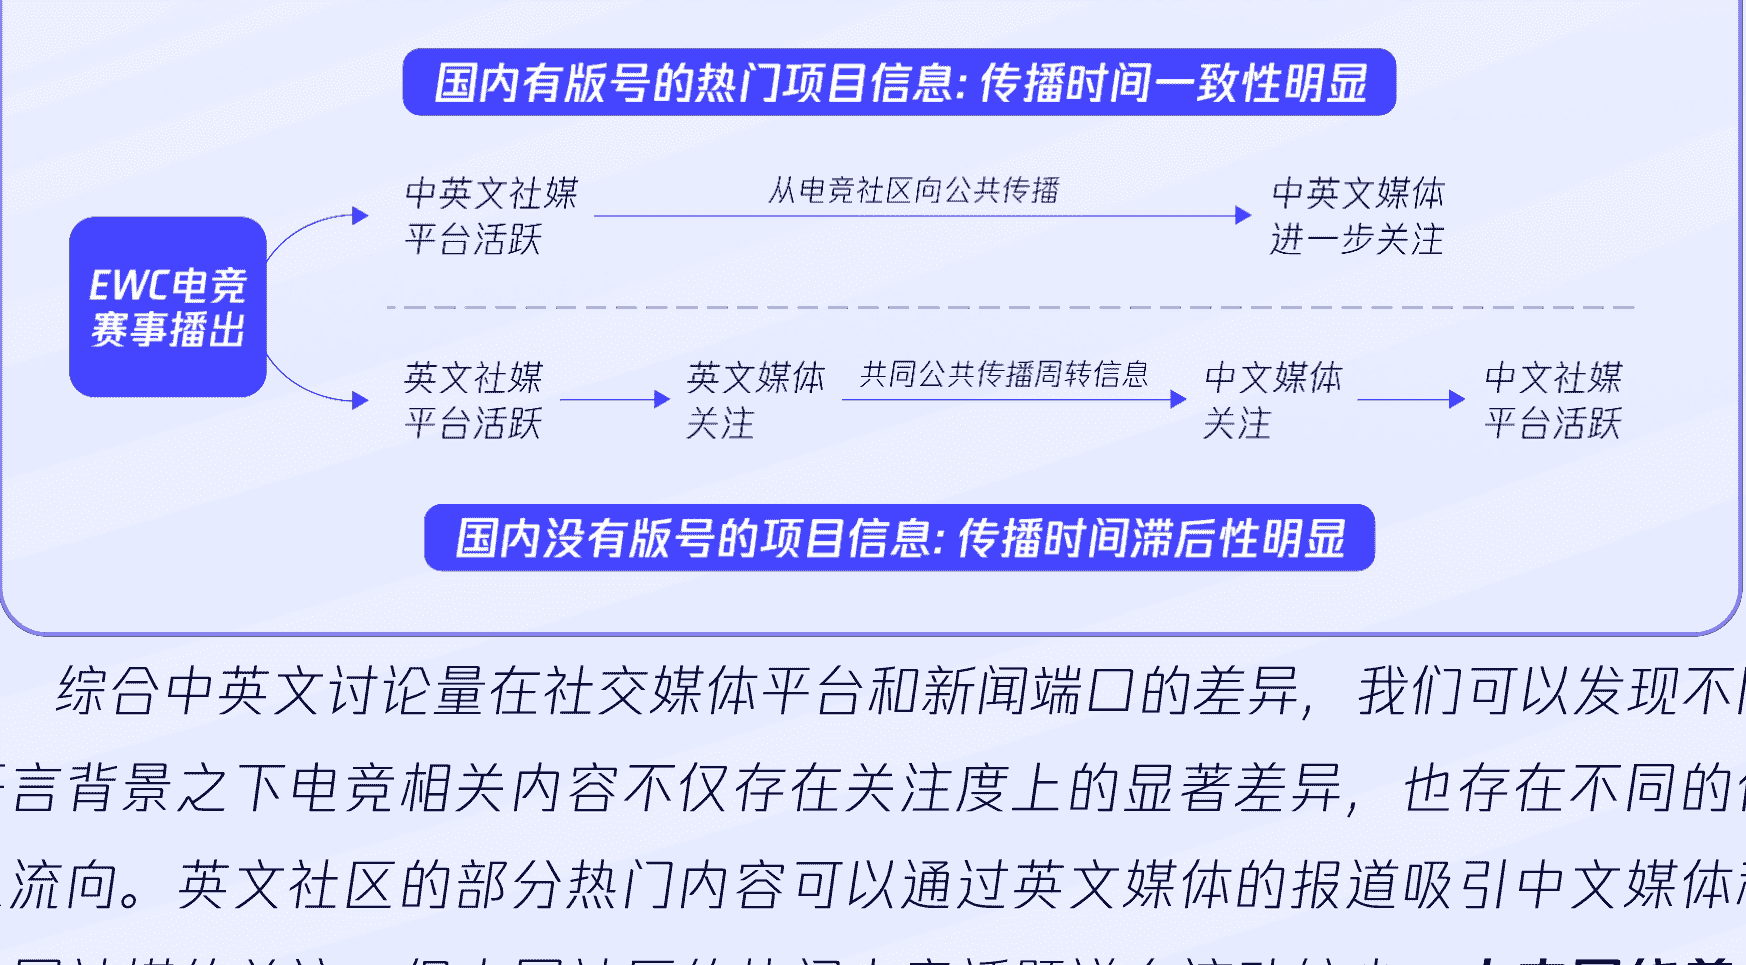 国内有版号的热门项目信息: 传播时间一致性明显
EWC电竞
赛事播出
中英文社媒
平台活跃
从电竞社区向公共传播
中英文媒体
进一步关注
英文社媒
平台活跃
英文媒体
关注
共同公共传播周转信息
中文媒体
关注
中文社媒
平台活跃
国内没有版号的项目信息: 传播时间滞后性明显
综合中英文讨论量在社交媒体平台和新闻端口的差异，我们可以发现不
言背景之下电竞相关内容不仅存在关注度上的显著差异，也存在不同的
流向。英文社区的部分热门内容可以通过英文媒体的报道吸引中文媒体